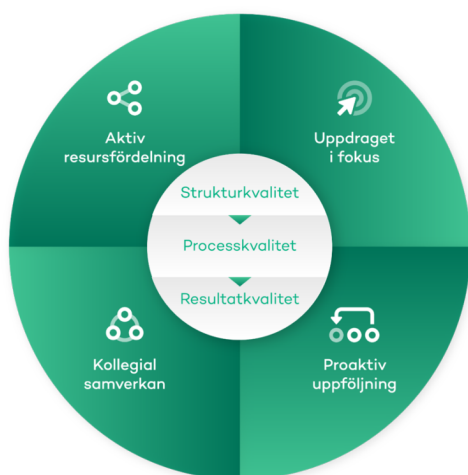 Aktiv
resursfördelning
Uppdraget
i fokus
Strukturkvalitet
Processkvalitet
Resultatkvalitet
Kollegial
samverkan
Proaktiv
uppföljning